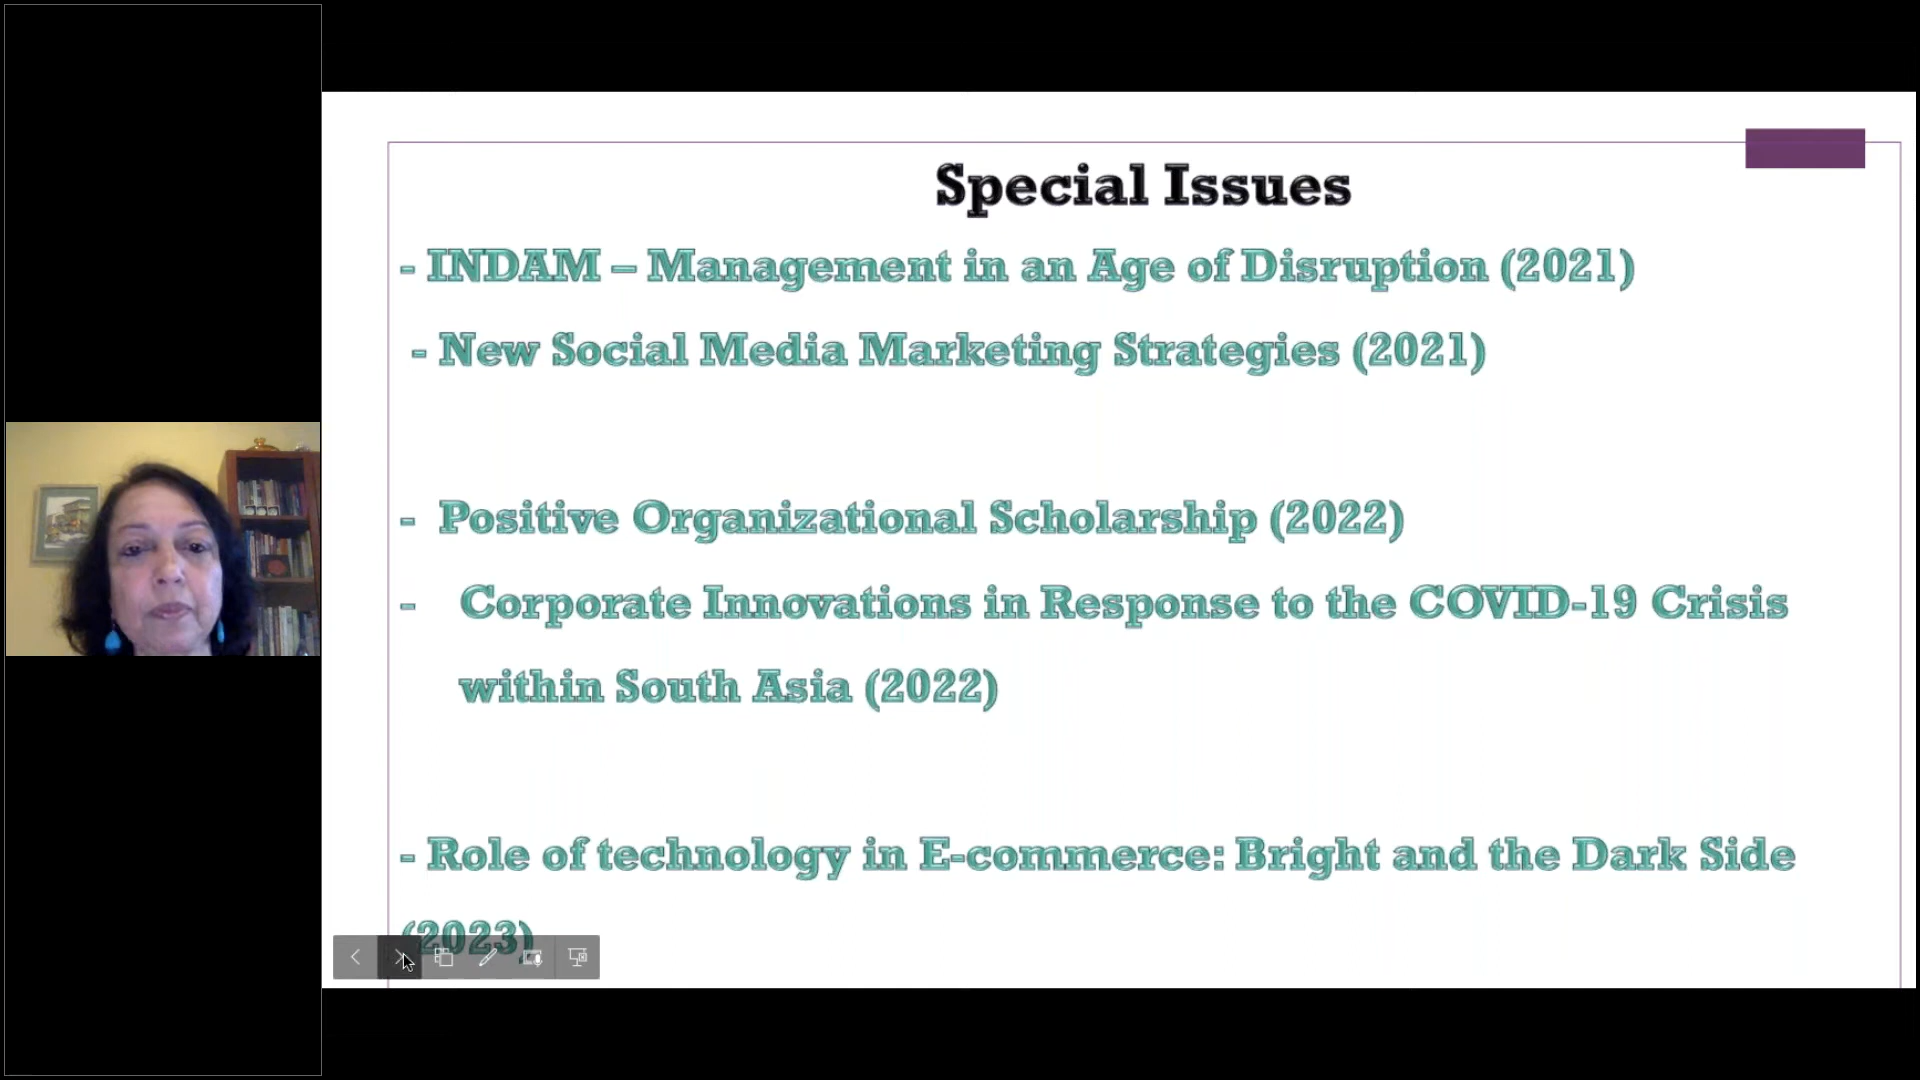 Special Issues
- INDAM – Management in an Age of Disruption (2021)
- New Social Media Marketing Strategies (2021)
- Positive Organizational Scholarship (2022)
- Corporate Innovations in Response to the COVID-19 Crisis
within South Asia (2022)
- Role of technology in E-commerce: Bright and the Dark Side
(2023)